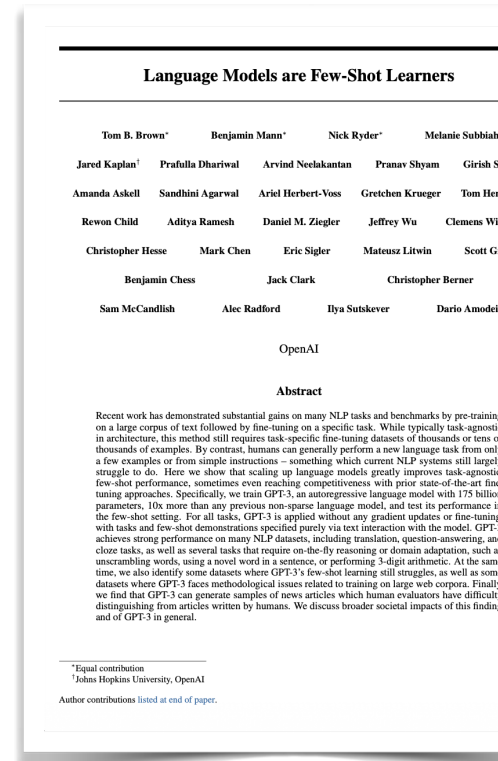 Language Models are Few-Shot Learners
Tom B. Brown* Benjamin Mann* Nick Ryder* Melanie Subbiah
Jared Kaplan† Prafulla Dhariwal Arvind Neelakantan Pranav Shyam Girish S
Amanda Askell Sandhini Agarwal Ariel Herbert-Voss Gretchen Krueger Tom Hen
Rewon Child Aditya Ramesh Daniel M. Ziegler Jeffrey Wu Clemens Wi
Christopher Hesse Mark Chen Eric Sigler Mateusz Litwin Scott G
Benjamin Chess Jack Clark Christopher Berner
Sam McCandlish Alec Radford Ilya Sutskever Dario Amodei
OpenAI
Abstract
Recent work has demonstrated substantial gains on many NLP tasks and benchmarks by pre-training
on a large corpus of text followed by fine-tuning on a specific task. While typically task-agnostic
in architecture, this method still requires task-specific fine-tuning datasets of thousands or tens of
thousands of examples. By contrast, humans can generally perform a new language task from only
a few examples or from simple instructions – something which current NLP systems still largely
struggle to do. Here we show that scaling up language models greatly improves task-agnostic,
few-shot performance, sometimes even reaching competitiveness with prior state-of-the-art fine-
tuning approaches. Specifically, we train GPT-3, an autoregressive language model with 175 billion
parameters, 10x more than any previous non-sparse language model, and test its performance in
the few-shot setting. For all tasks, GPT-3 is applied without any gradient updates or fine-tuning,
with tasks and few-shot demonstrations specified purely via text interaction with the model. GPT-
achieves strong performance on many NLP datasets, including translation, question-answering, and
cloze tasks, as well as several tasks that require on-the-fly reasoning or domain adaptation, such a
unscrambling words, using a novel word in a sentence, or performing 3-digit arithmetic. At the same
time, we also identify some datasets where GPT-3's few-shot learning still struggles, as well as som
datasets where GPT-3 faces methodological issues related to training on large web corpora. Finally
we find that GPT-3 can generate samples of news articles which human evaluators have difficulty
distinguishing from articles written by humans. We discuss broader societal impacts of this finding
and of GPT-3 in general.
*Equal contribution
†Johns Hopkins University, OpenAI
Author contributions listed at end of paper.